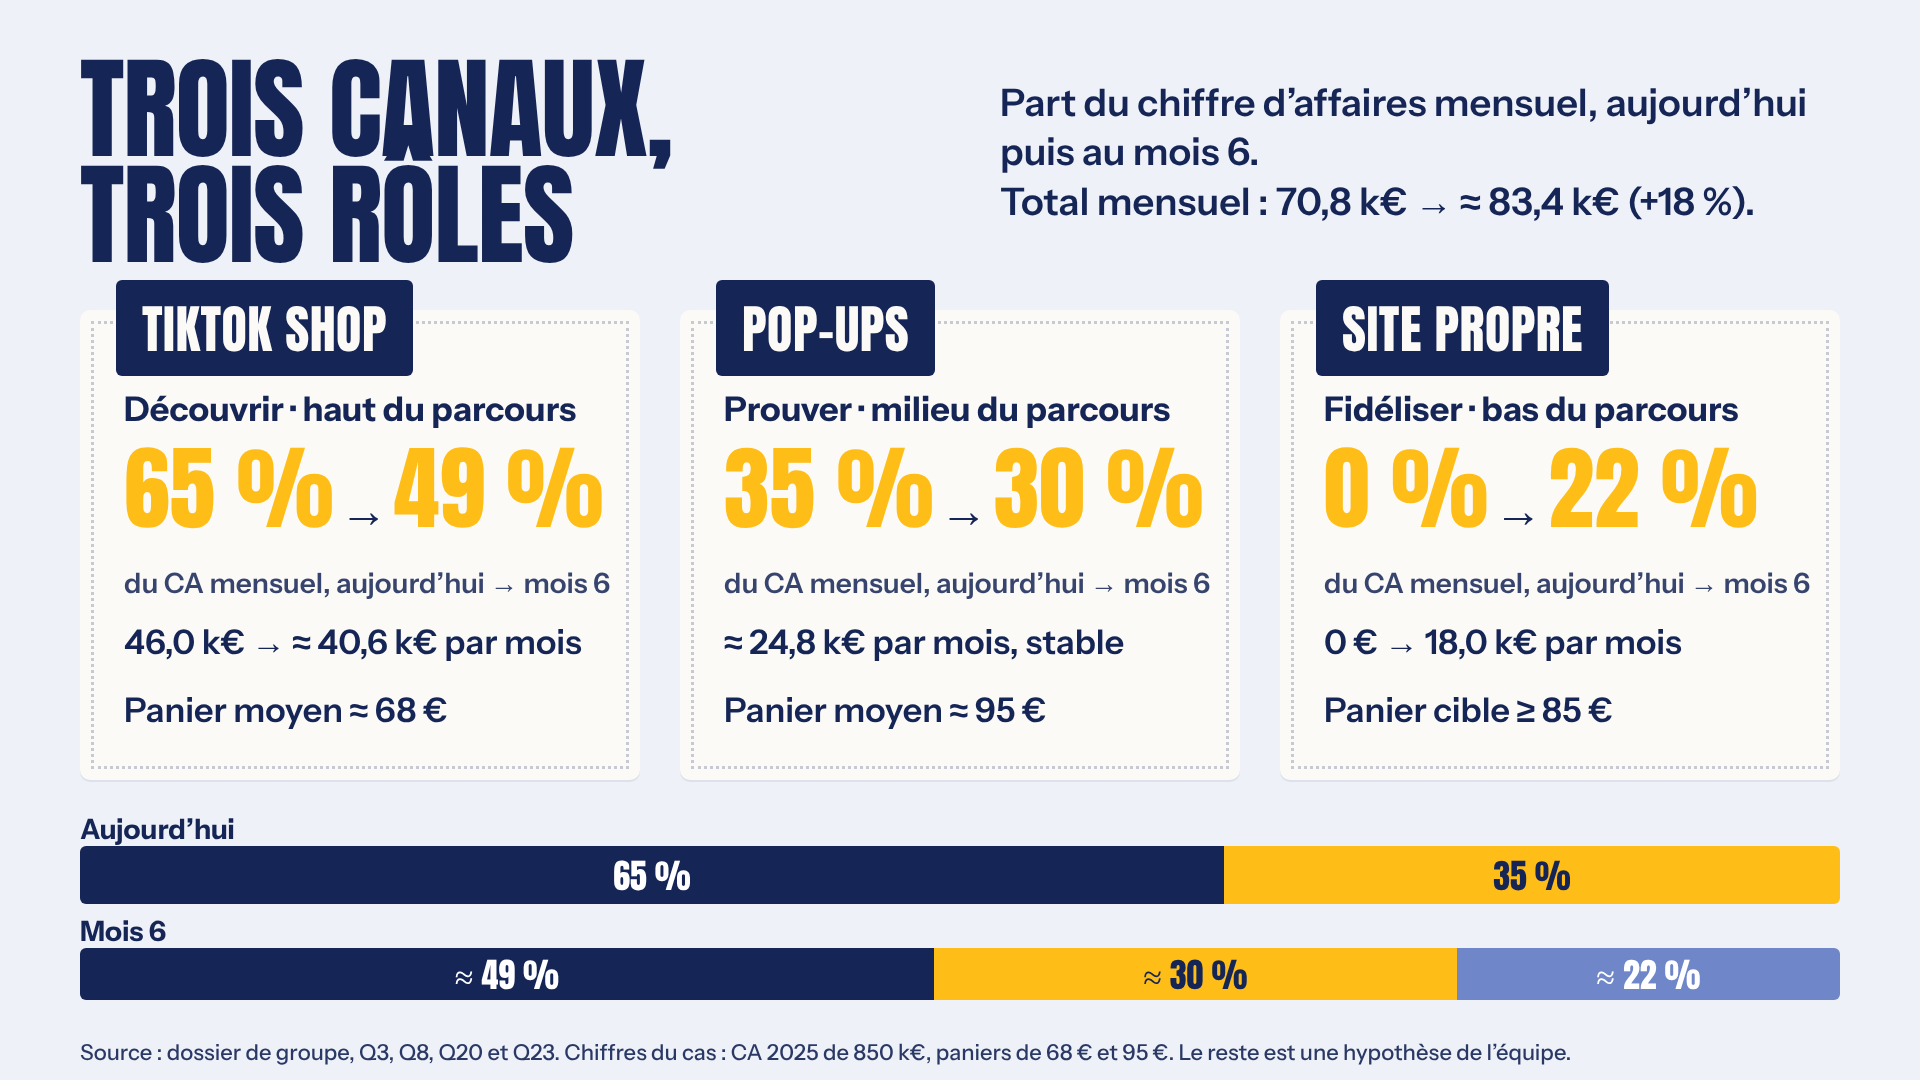 TROIS CANAUX,
TROIS RÔLES
Part du chiffre d’affaires mensuel, aujourd’hui
puis au mois 6.
Total mensuel : 70,8 k€ → ≈ 83,4 k€ (+18 %).
TIKTOK SHOP
Découvrir · haut du parcours
65 % → 49 %
du CA mensuel, aujourd’hui → mois 6
46,0 k€ → ≈ 40,6 k€ par mois
Panier moyen ≈ 68 €
POP-UPS
Prouver · milieu du parcours
35 % → 30 %
du CA mensuel, aujourd’hui → mois 6
≈ 24,8 k€ par mois, stable
Panier moyen ≈ 95 €
SITE PROPRE
Fidéliser · bas du parcours
0 % → 22 %
du CA mensuel, aujourd’hui → mois 6
0 € → 18,0 k€ par mois
Panier cible ≥ 85 €
Aujourd’hui
65 %
35 %
Mois 6
≈ 49 %
≈ 30 %
≈ 22 %
Source : dossier de groupe, Q3, Q8, Q20 et Q23. Chiffres du cas : CA 2025 de 850 k€, paniers de 68 € et 95 €. Le reste est une hypothèse de l’équipe.